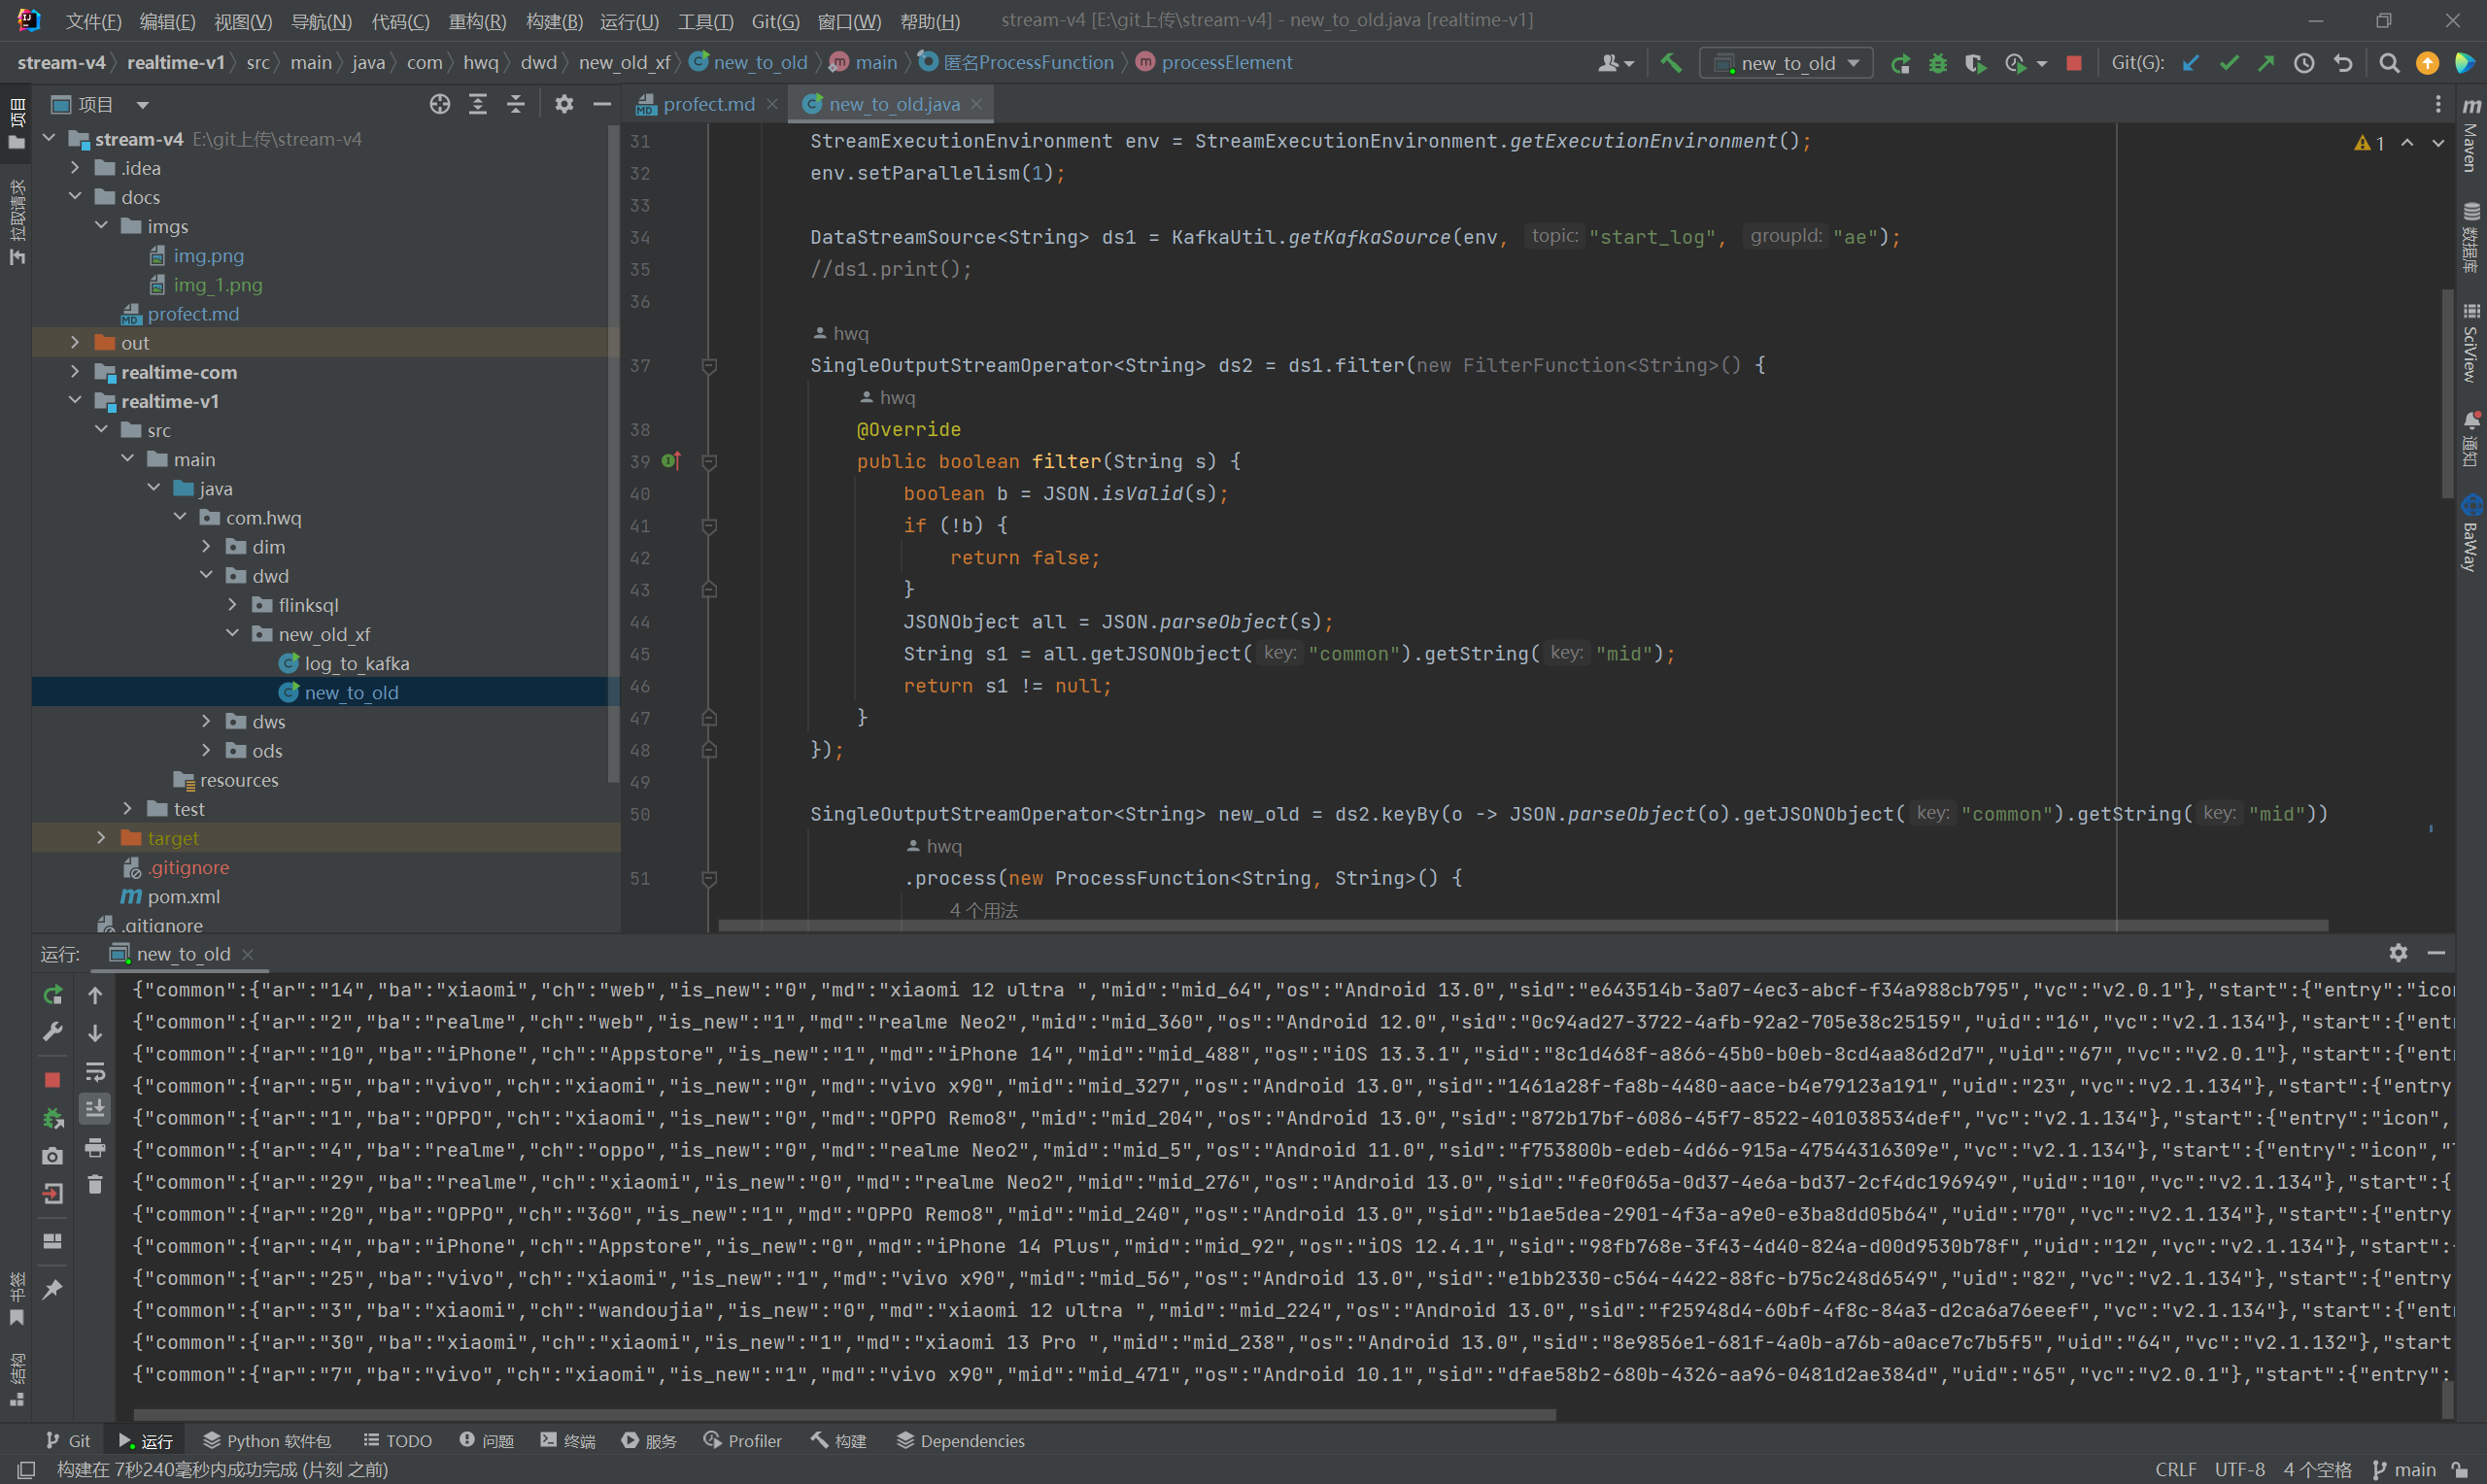 文件(F) 编辑(E) 视图(V) 导航(N) 代码(C) 重构(R) 构建(B) 运行(U) 工具(T) Git(G) 窗口(W) 帮助(H) stream-v4 [E:\git上传\stream-v4] - new_to_old.java [realtime-v1]
stream-v4 realtime-v1 src main java com hwq dwd new_old_xf new_to_old main 匿名ProcessFunction processElement new_to_old Git(G):
项目 profect.md new_to_old.java
项目
拉取请求
书签
结构
stream-v4 E:\git上传\stream-v4
.idea
docs
imgs
img.png
img_1.png
profect.md
out
realtime-com
realtime-v1
src
main
java
com.hwq
dim
dwd
flinksql
new_old_xf
log_to_kafka
new_to_old
dws
ods
resources
test
target
.gitignore
pom.xml
.gitignore
1
31 StreamExecutionEnvironment env = StreamExecutionEnvironment.getExecutionEnvironment();
32 env.setParallelism(1);
33
34 DataStreamSource<String> ds1 = KafkaUtil.getKafkaSource(env, topic: "start_log", groupId: "ae");
35 //ds1.print();
36
hwq
37 SingleOutputStreamOperator<String> ds2 = ds1.filter(new FilterFunction<String>() {
hwq
38 @Override
39 public boolean filter(String s) {
40 boolean b = JSON.isValid(s);
41 if (!b) {
42 return false;
43 }
44 JSONObject all = JSON.parseObject(s);
45 String s1 = all.getJSONObject( key: "common").getString( key: "mid");
46 return s1 != null;
47 }
48 });
49
50 SingleOutputStreamOperator<String> new_old = ds2.keyBy(o -> JSON.parseObject(o).getJSONObject( key: "common").getString( key: "mid"))
hwq
51 .process(new ProcessFunction<String, String>() {
4 个用法
Maven
数据库
SciView
通知
BaWay
运行: new_to_old
{"common":{"ar":"14","ba":"xiaomi","ch":"web","is_new":"0","md":"xiaomi 12 ultra ","mid":"mid_64","os":"Android 13.0","sid":"e643514b-3a07-4ec3-abcf-f34a988cb795","vc":"v2.0.1"},"start":{"entry":"ico
{"common":{"ar":"2","ba":"realme","ch":"web","is_new":"1","md":"realme Neo2","mid":"mid_360","os":"Android 12.0","sid":"0c94ad27-3722-4afb-92a2-705e38c25159","uid":"16","vc":"v2.1.134"},"start":{"ent
{"common":{"ar":"10","ba":"iPhone","ch":"Appstore","is_new":"1","md":"iPhone 14","mid":"mid_488","os":"iOS 13.3.1","sid":"8c1d468f-a866-45b0-b0eb-8cd4aa86d2d7","uid":"67","vc":"v2.0.1"},"start":{"ent
{"common":{"ar":"5","ba":"vivo","ch":"xiaomi","is_new":"0","md":"vivo x90","mid":"mid_327","os":"Android 13.0","sid":"1461a28f-fa8b-4480-aace-b4e79123a191","uid":"23","vc":"v2.1.134"},"start":{"entry
{"common":{"ar":"1","ba":"OPPO","ch":"xiaomi","is_new":"0","md":"OPPO Remo8","mid":"mid_204","os":"Android 13.0","sid":"872b17bf-6086-45f7-8522-401038534def","vc":"v2.1.134"},"start":{"entry":"icon",
{"common":{"ar":"4","ba":"realme","ch":"oppo","is_new":"0","md":"realme Neo2","mid":"mid_5","os":"Android 11.0","sid":"f753800b-edeb-4d66-915a-47544316309e","vc":"v2.1.134"},"start":{"entry":"icon","
{"common":{"ar":"29","ba":"realme","ch":"xiaomi","is_new":"0","md":"realme Neo2","mid":"mid_276","os":"Android 13.0","sid":"fe0f065a-0d37-4e6a-bd37-2cf4dc196949","uid":"10","vc":"v2.1.134"},"start":{
{"common":{"ar":"20","ba":"OPPO","ch":"360","is_new":"1","md":"OPPO Remo8","mid":"mid_240","os":"Android 13.0","sid":"b1ae5dea-2901-4f3a-a9e0-e3ba8dd05b64","uid":"70","vc":"v2.1.134"},"start":{"entry
{"common":{"ar":"4","ba":"iPhone","ch":"Appstore","is_new":"0","md":"iPhone 14 Plus","mid":"mid_92","os":"iOS 12.4.1","sid":"98fb768e-3f43-4d40-824a-d00d9530b78f","uid":"12","vc":"v2.1.134"},"start":
{"common":{"ar":"25","ba":"vivo","ch":"xiaomi","is_new":"1","md":"vivo x90","mid":"mid_56","os":"Android 13.0","sid":"e1bb2330-c564-4422-88fc-b75c248d6549","uid":"82","vc":"v2.1.134"},"start":{"entry
{"common":{"ar":"3","ba":"xiaomi","ch":"wandoujia","is_new":"0","md":"xiaomi 12 ultra ","mid":"mid_224","os":"Android 13.0","sid":"f25948d4-60bf-4f8c-84a3-d2ca6a76eeef","vc":"v2.1.134"},"start":{"ent
{"common":{"ar":"30","ba":"xiaomi","ch":"xiaomi","is_new":"1","md":"xiaomi 13 Pro ","mid":"mid_238","os":"Android 13.0","sid":"8e9856e1-681f-4a0b-a76b-a0ace7c7b5f5","uid":"64","vc":"v2.1.132"},"start
{"common":{"ar":"7","ba":"vivo","ch":"xiaomi","is_new":"1","md":"vivo x90","mid":"mid_471","os":"Android 10.1","sid":"dfae58b2-680b-4326-aa96-0481d2ae384d","uid":"65","vc":"v2.0.1"},"start":{"entry":
Git 运行 Python 软件包 TODO 问题 终端 服务 Profiler 构建 Dependencies
构建在 7秒240毫秒内成功完成 (片刻 之前) CRLF UTF-8 4 个空格 main